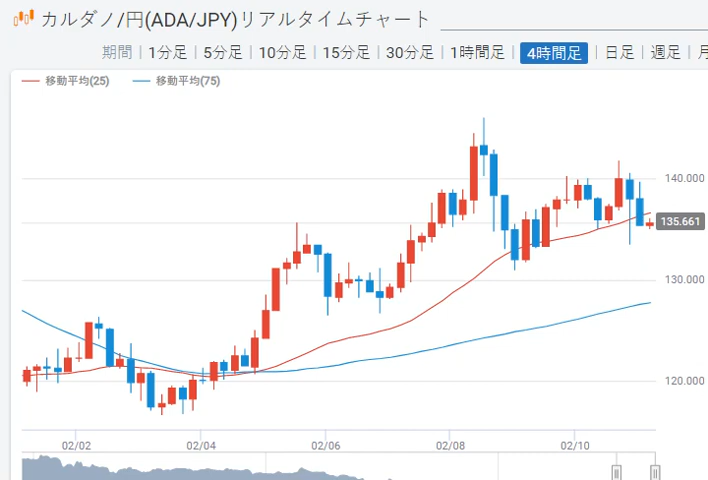 カルダノ/円(ADA/JPY)リアルタイムチャート
期間 1分足 5分足 10分足 15分足 30分足 1時間足 4時間足 日足 週足 月
移動平均(25) 移動平均(75)
140.000
135.661
130.000
120.000
02/02 02/04 02/06 02/08 02/10